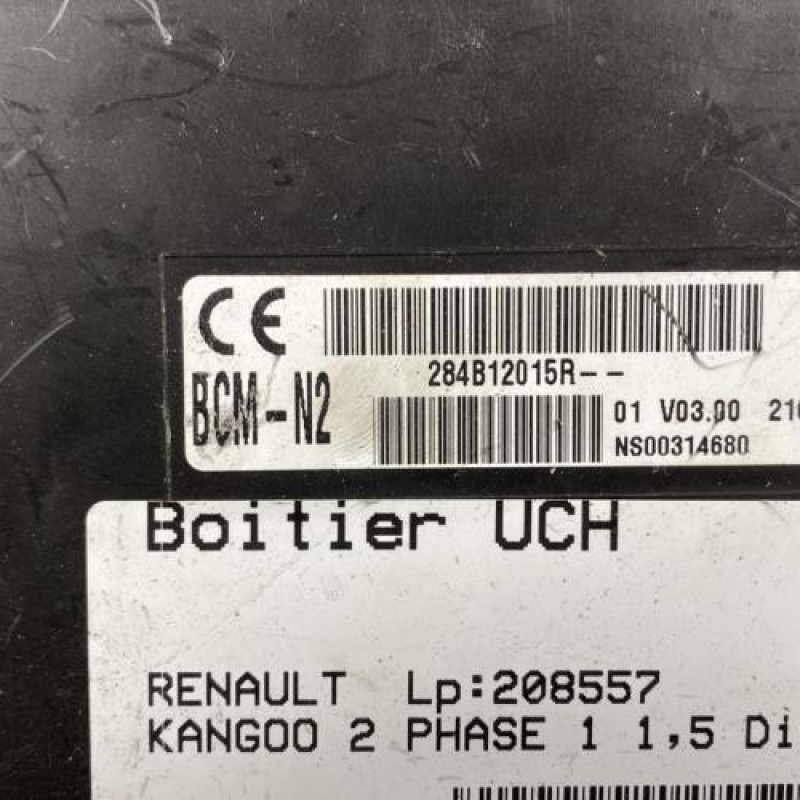 CE
284B12015R--
BCM-N2
01 V03.00
NS00314680
Boitier UCH
RENAULT Lp:208557
KANGOO 2 PHASE 1 1,5 Di